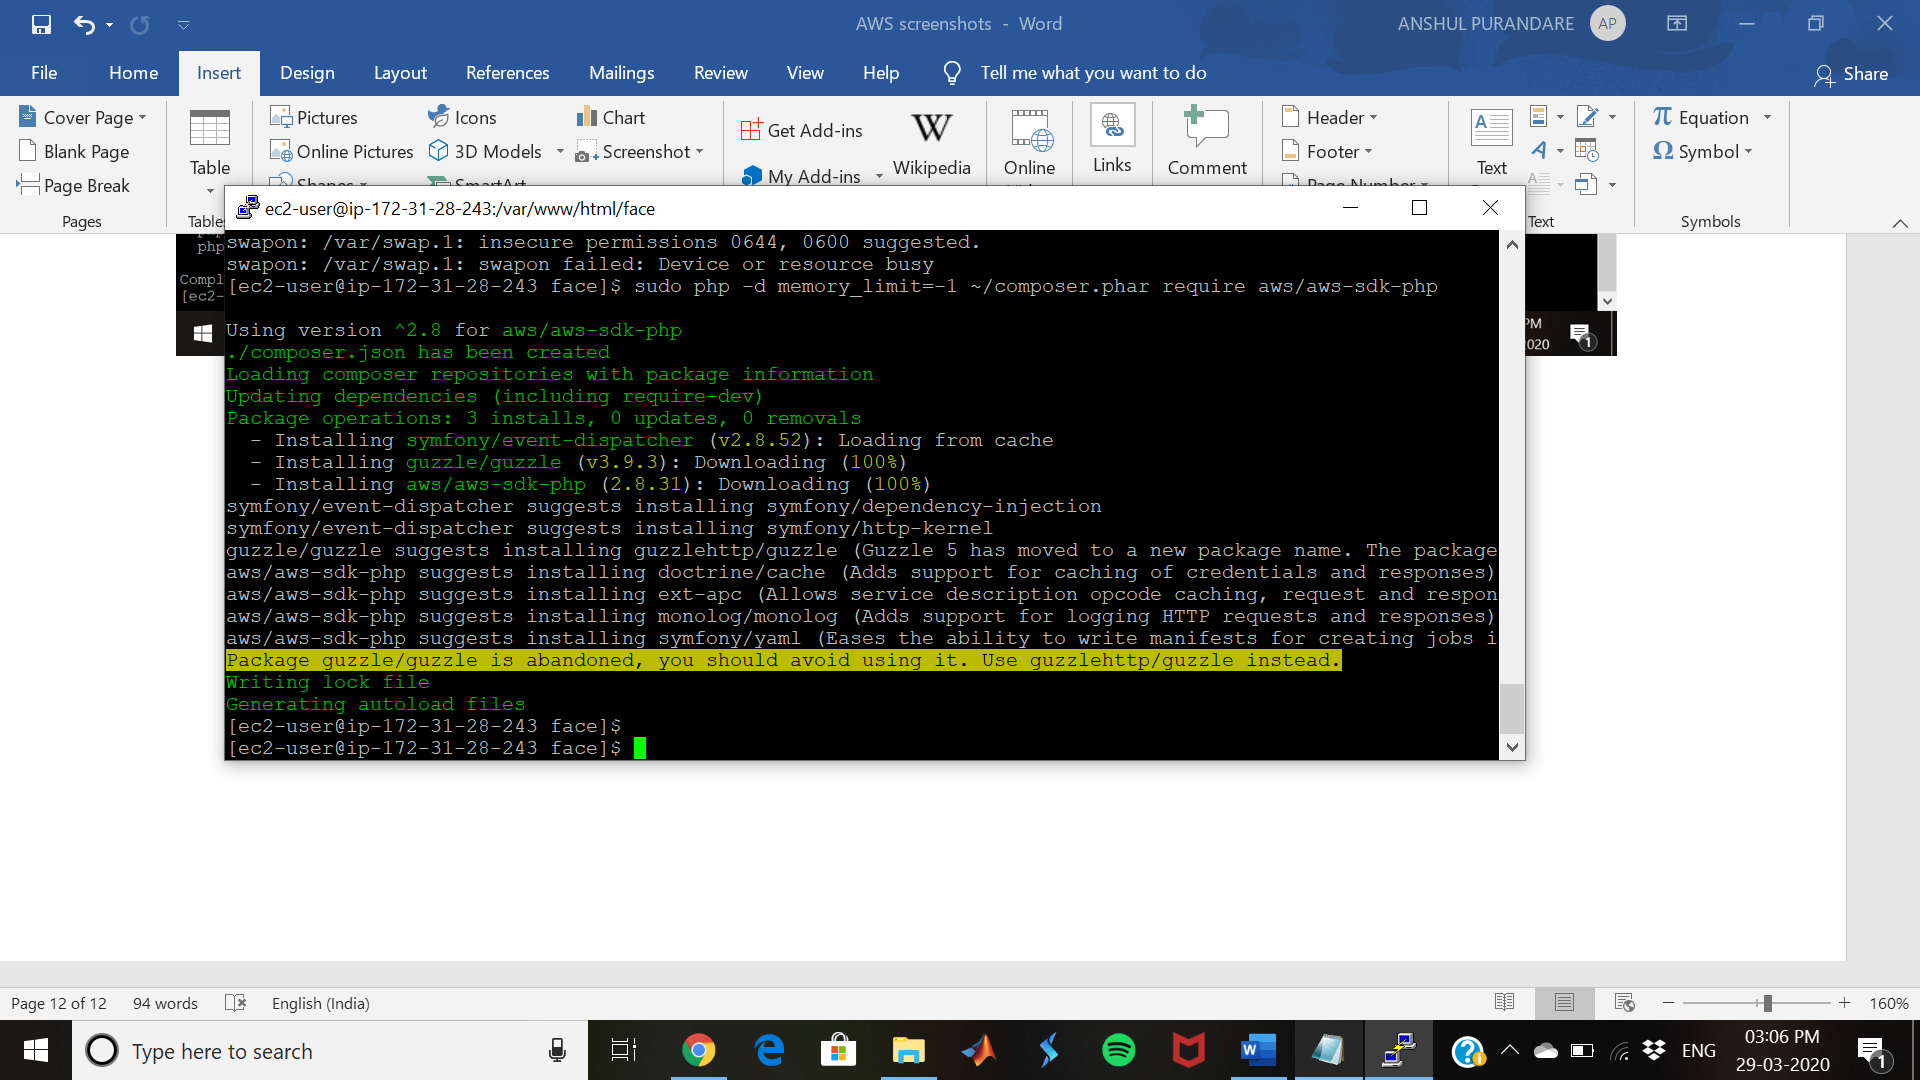 AWS screenshots - Word
ANSHUL PURANDARE
AP
File Home Insert Design Layout References Mailings Review View Help Tell me what you want to do
Share
Cover Page
Blank Page
Page Break
Pages
Table
Table
Pictures
Online Pictures
Shapes
Icons
3D Models
SmartArt
Chart
Screenshot
Get Add-ins
My Add-ins
W
Wikipedia
Online
Links
Comment
Header
Footer
Page Number
Text
Text
Equation
Symbol
Symbols
php
Compl
[ec2-
PM
020
1
ec2-user@ip-172-31-28-243:/var/www/html/face
swapon: /var/swap.1: insecure permissions 0644, 0600 suggested.
swapon: /var/swap.1: swapon failed: Device or resource busy
[ec2-user@ip-172-31-28-243 face]$ sudo php -d memory_limit=-1 ~/composer.phar require aws/aws-sdk-php
Using version ^2.8 for aws/aws-sdk-php
./composer.json has been created
Loading composer repositories with package information
Updating dependencies (including require-dev)
Package operations: 3 installs, 0 updates, 0 removals
- Installing symfony/event-dispatcher (v2.8.52): Loading from cache
- Installing guzzle/guzzle (v3.9.3): Downloading (100%)
- Installing aws/aws-sdk-php (2.8.31): Downloading (100%)
symfony/event-dispatcher suggests installing symfony/dependency-injection
symfony/event-dispatcher suggests installing symfony/http-kernel
guzzle/guzzle suggests installing guzzlehttp/guzzle (Guzzle 5 has moved to a new package name. The package
aws/aws-sdk-php suggests installing doctrine/cache (Adds support for caching of credentials and responses)
aws/aws-sdk-php suggests installing ext-apc (Allows service description opcode caching, request and respon
aws/aws-sdk-php suggests installing monolog/monolog (Adds support for logging HTTP requests and responses)
aws/aws-sdk-php suggests installing symfony/yaml (Eases the ability to write manifests for creating jobs i
Package guzzle/guzzle is abandoned, you should avoid using it. Use guzzlehttp/guzzle instead.
Writing lock file
Generating autoload files
[ec2-user@ip-172-31-28-243 face]$
[ec2-user@ip-172-31-28-243 face]$
Page 12 of 12 94 words English (India)
160%
Type here to search
ENG
03:06 PM
29-03-2020
1